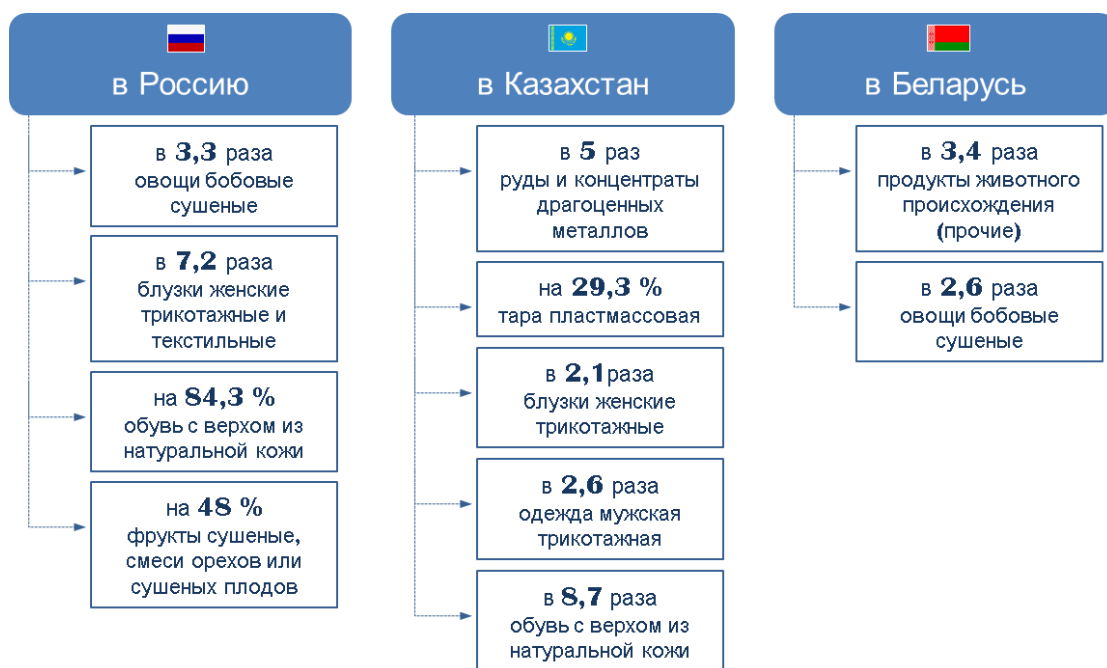 в Россию
в 3,3 раза
овощи бобовые
сушеные
в 7,2 раза
блузки женские
трикотажные и
текстильные
на 84,3 %
обувь с верхом из
натуральной кожи
на 48 %
фрукты сушеные,
смеси орехов или
сушеных плодов
в Казахстан
в 5 раз
руды и концентраты
драгоценных
металлов
на 29,3 %
тара пластмассовая
в 2,1раза
блузки женские
трикотажные
в 2,6 раза
одежда мужская
трикотажная
в 8,7 раза
обувь с верхом из
натуральной кожи
в Беларусь
в 3,4 раза
продукты животного
происхождения
(прочие)
в 2,6 раза
овощи бобовые
сушеные